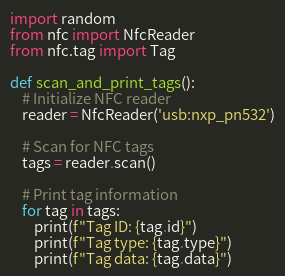 import random
from nfc import NfcReader
from nfc.tag import Tag

def scan_and_print_tags():
    # Initialize NFC reader
    reader = NfcReader('usb:nxp_pn532')

    # Scan for NFC tags
    tags = reader.scan()

    # Print tag information
    for tag in tags:
        print(f"Tag ID: {tag.id}")
        print(f"Tag type: {tag.type}")
        print(f"Tag data: {tag.data}")